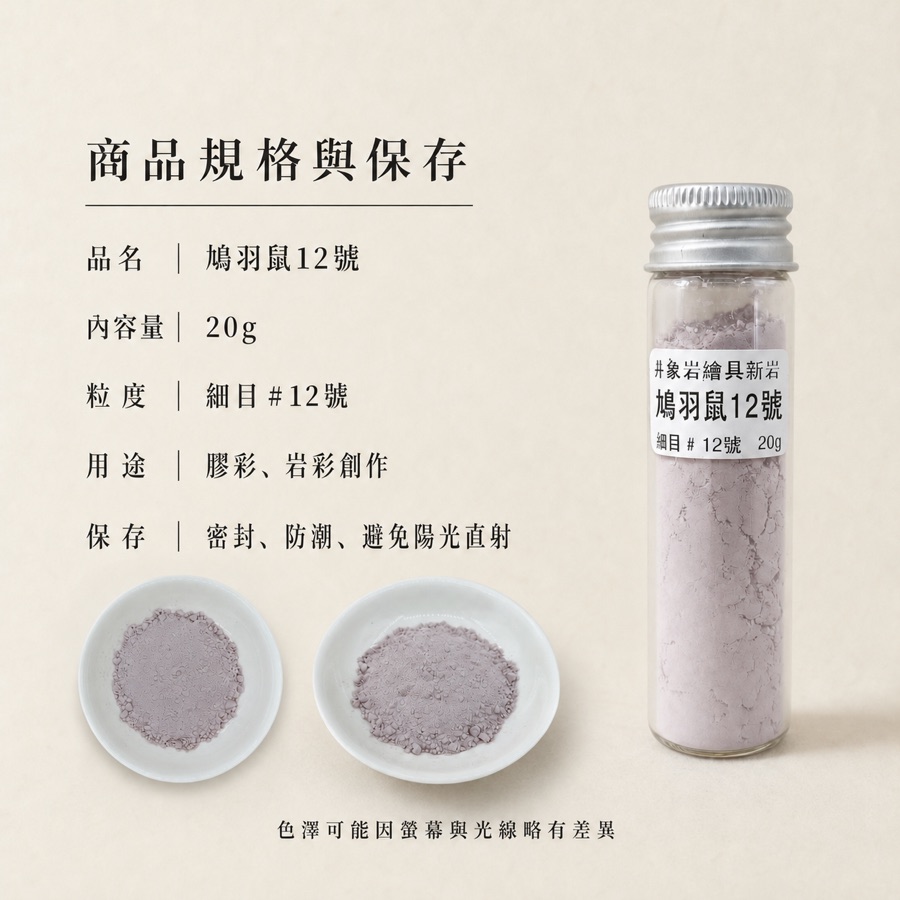 商品規格與保存
品名 | 鳩羽鼠12號
內容量 | 20g
粒度 | 細目#12號
用途 | 膠彩、岩彩創作
保存 | 密封、防潮、避免陽光直射
井象岩繪具新岩
鳩羽鼠12號
細目 # 12號 20g
色澤可能因螢幕與光線略有差異